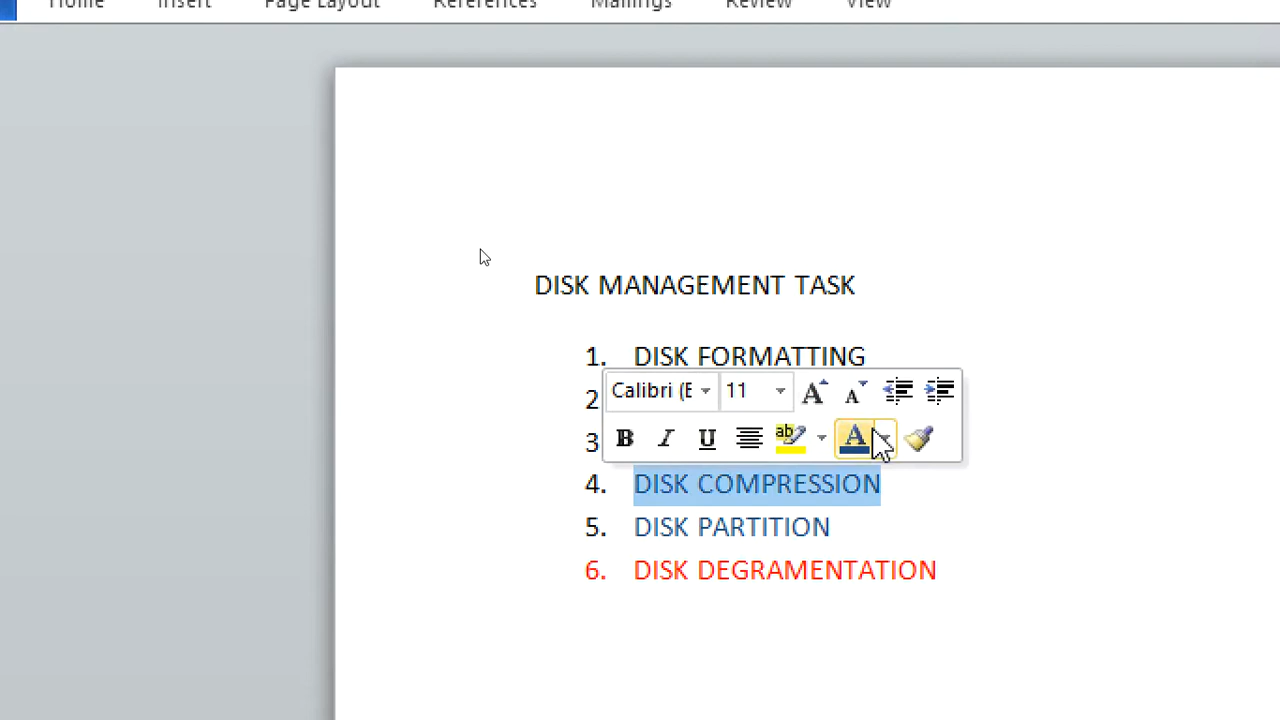 Home Insert Page Layout References Mailings Review View
DISK MANAGEMENT TASK
1. DISK FORMATTING
Calibri (E 11
2
3
4. DISK COMPRESSION
5. DISK PARTITION
6. DISK DEGRAMENTATION